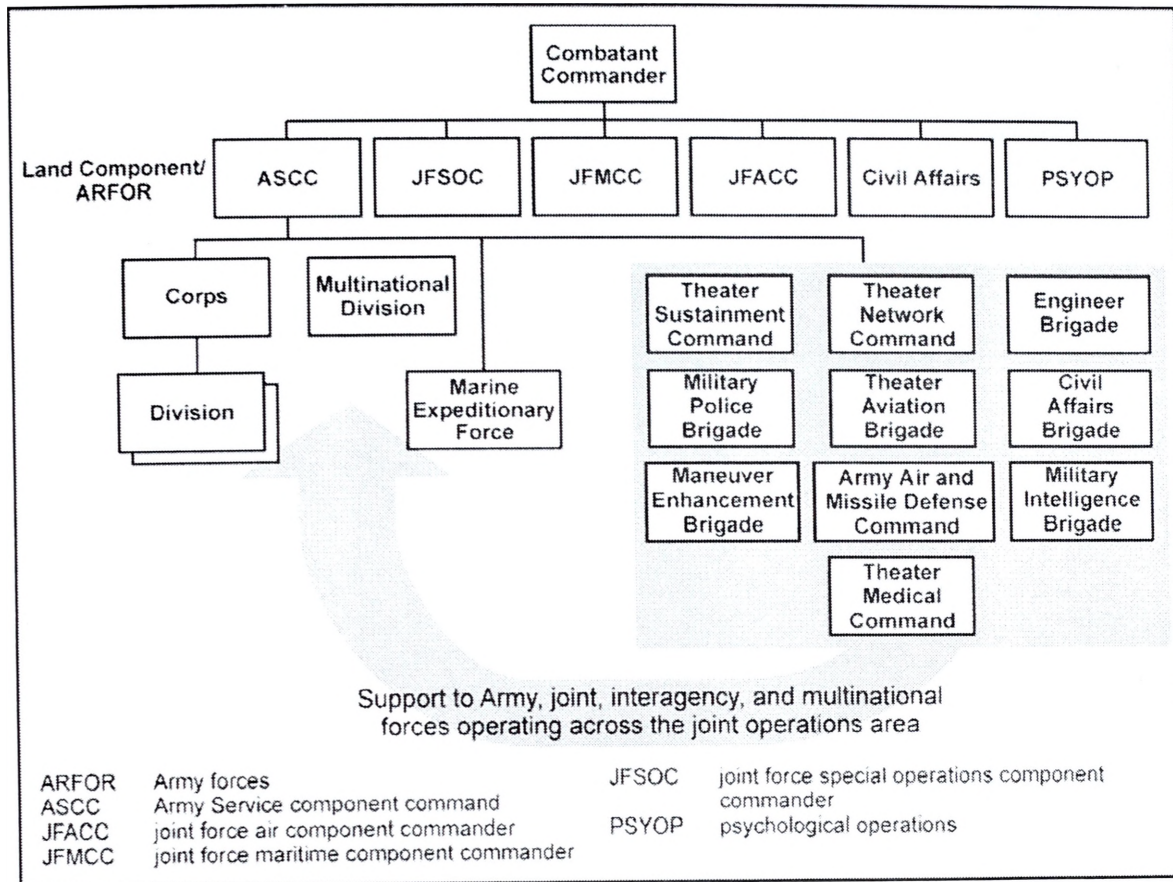 Combatant
Commander
Land Component/
ARFOR
ASCC
JFSOC
JFMCC
JFACC
Civil Affairs
PSYOP
Corps
Multinational
Division
Division
Marine
Expeditionary
Force
Theater
Sustainment
Command
Theater
Network
Command
Engineer
Brigade
Military
Police
Brigade
Theater
Aviation
Brigade
Civil
Affairs
Brigade
Maneuver
Enhancement
Brigade
Army Air and
Missile Defense
Command
Military
Intelligence
Brigade
Theater
Medical
Command
Support to Army, joint, interagency, and multinational
forces operating across the joint operations area
ARFOR Army forces
ASCC Army Service component command
JFACC joint force air component commander
JFMCC joint force maritime component commander
JFSOC joint force special operations component
commander
PSYOP psychological operations